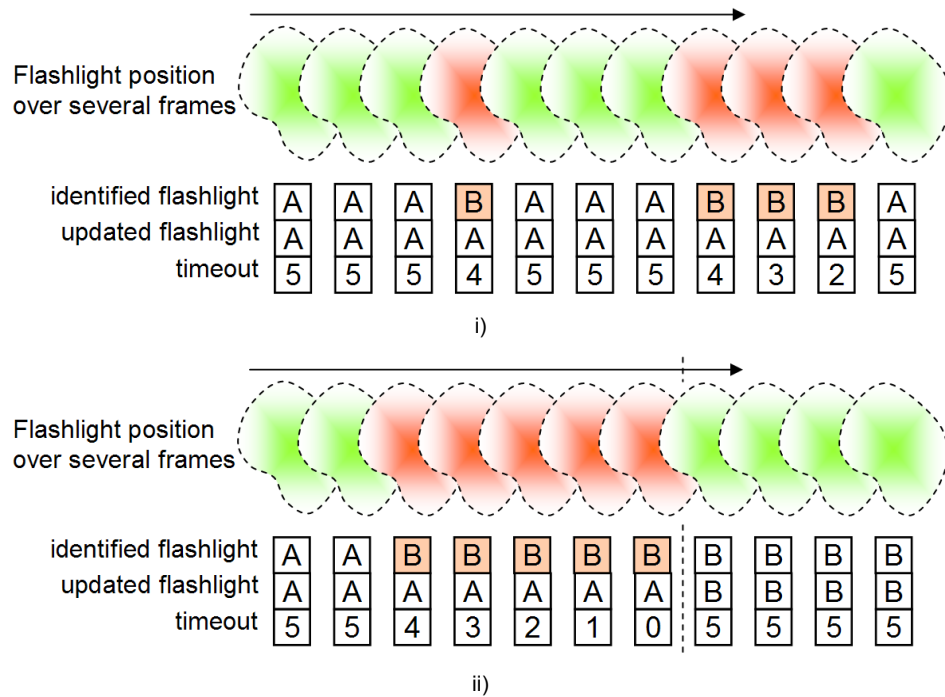 Flashlight position
over several frames
identified flashlight A A A B A A A B B B A
updated flashlight A A A A A A A A A A A
timeout 5 5 5 4 5 5 5 4 3 2 5
i)
Flashlight position
over several frames
identified flashlight A A B B B B B B B B B
updated flashlight A A A A A A A B B B B
timeout 5 5 4 3 2 1 0 5 5 5 5
ii)